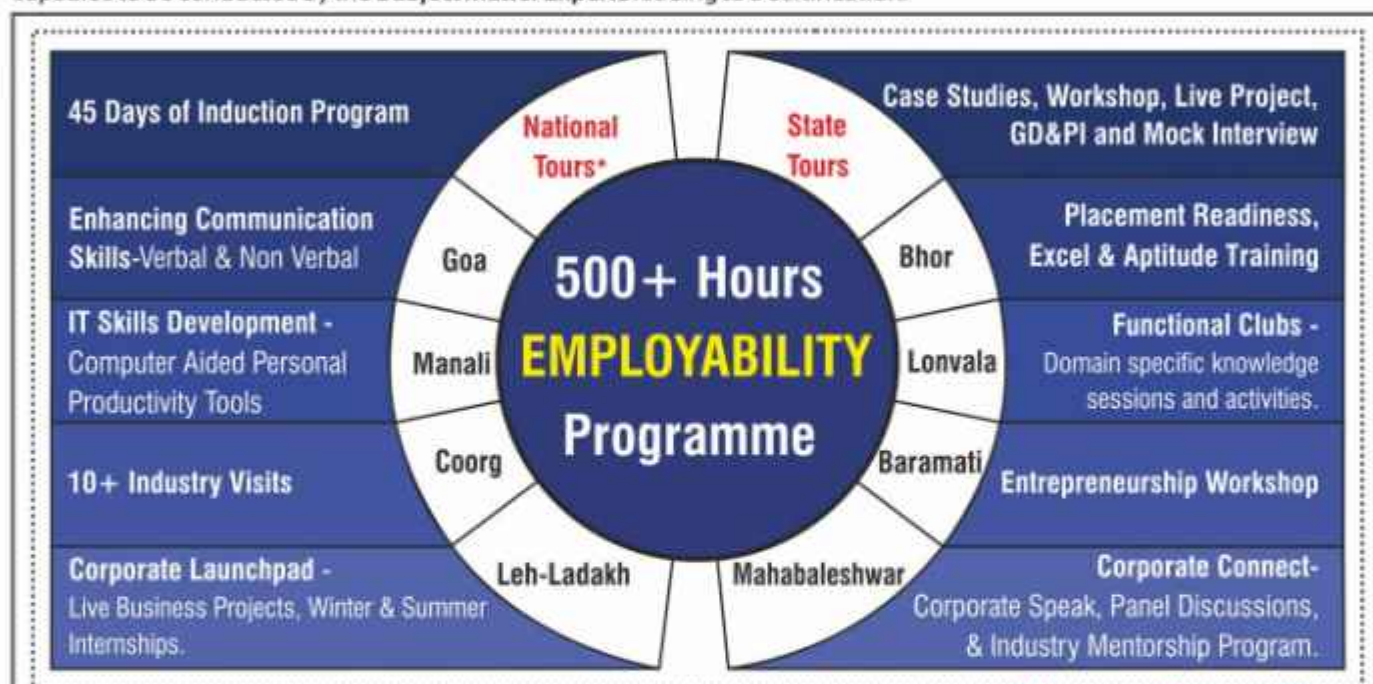 45 Days of Induction Program
Enhancing Communication
Skills-Verbal & Non Verbal
IT Skills Development -
Computer Aided Personal
Productivity Tools
10+ Industry Visits
Corporate Launchpad -
Live Business Projects, Winter & Summer
Internships.
National
Tours*
Goa
Manali
Coorg
Leh-Ladakh
500+ Hours
EMPLOYABILITY
Programme
State
Tours
Bhor
Lonvala
Baramati
Mahabaleshwar
Case Studies, Workshop, Live Project,
GD&PI and Mock Interview
Placement Readiness,
Excel & Aptitude Training
Functional Clubs -
Domain specific knowledge
sessions and activities.
Entrepreneurship Workshop
Corporate Connect-
Corporate Speak, Panel Discussions,
& Industry Mentorship Program.